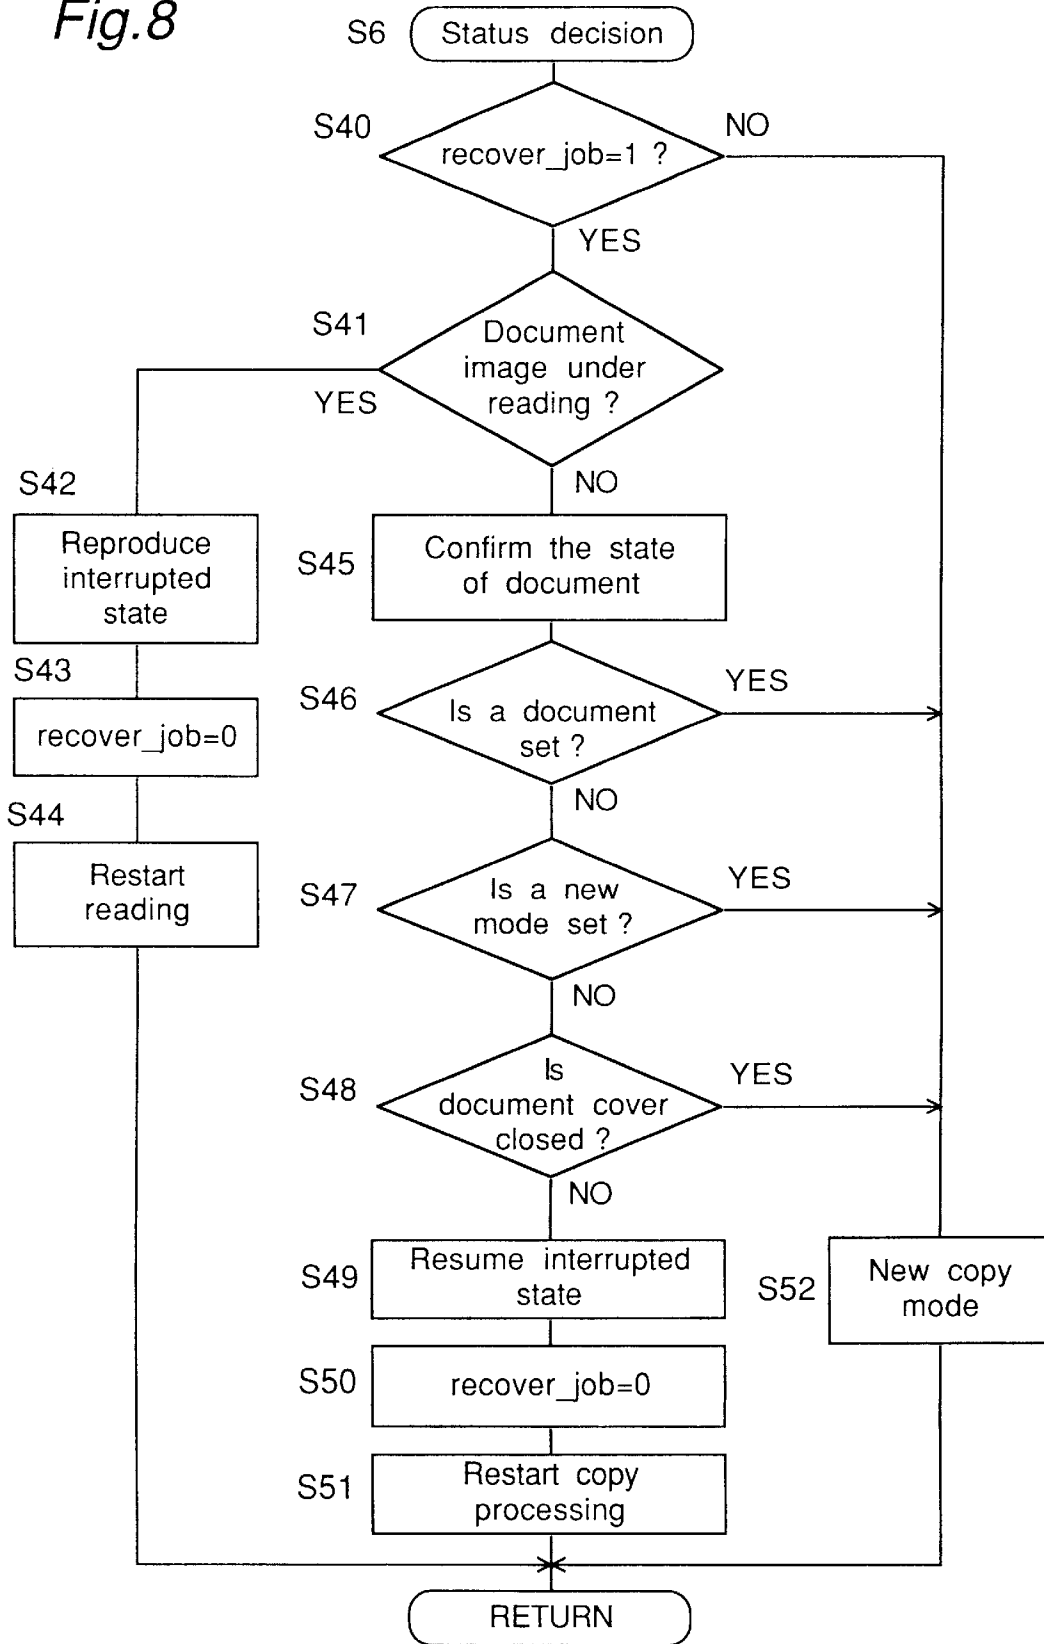 Fig.8
S6
Status decision
S40
NO
recover_job=1 ?
YES
S41
Document
image under
reading ?
YES
NO
S42
Reproduce
interrupted
state
S45
Confirm the state
of document
S43
recover_job=0
S46
YES
Is a document
set ?
NO
S44
Restart
reading
S47
YES
Is a new
mode set ?
NO
S48
YES
Is
document cover
closed ?
NO
S49
Resume interrupted
state
S52
New copy
mode
S50
recover_job=0
S51
Restart copy
processing
RETURN